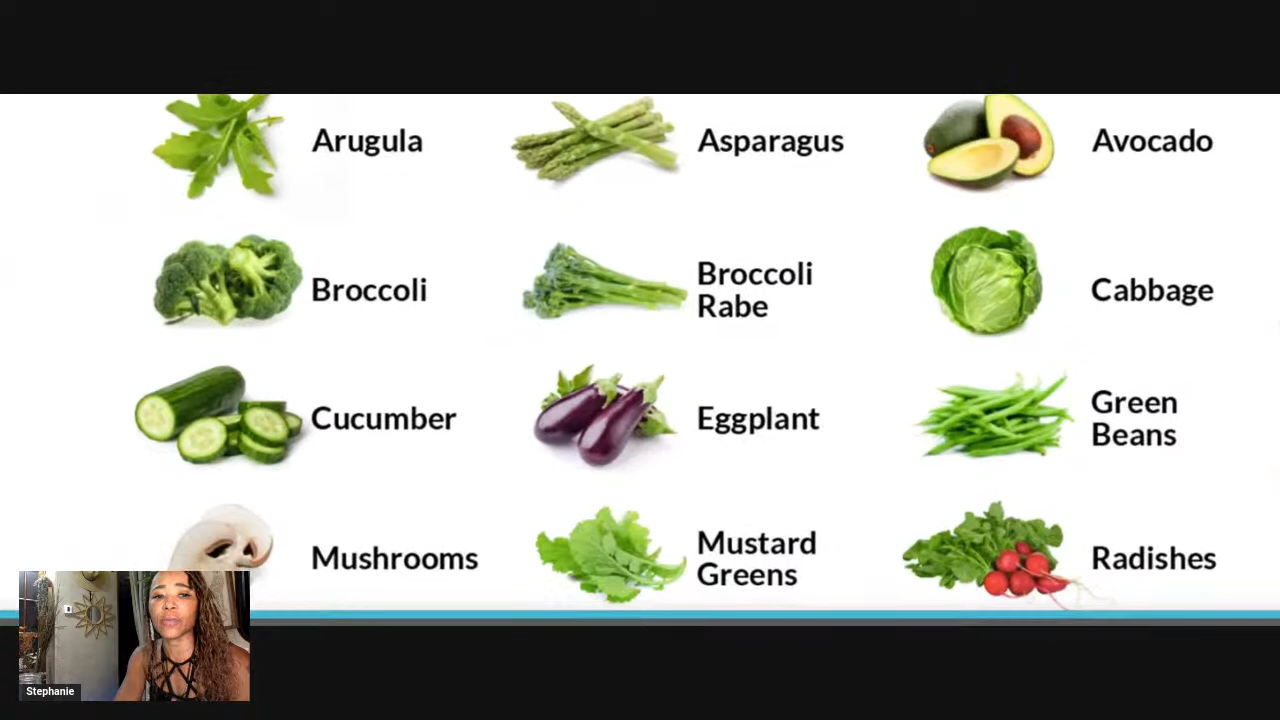 Arugula
Asparagus
Avocado
Broccoli
Broccoli
Rabe
Cabbage
Cucumber
Eggplant
Green
Beans
Mushrooms
Mustard
Greens
Radishes
Stephanie